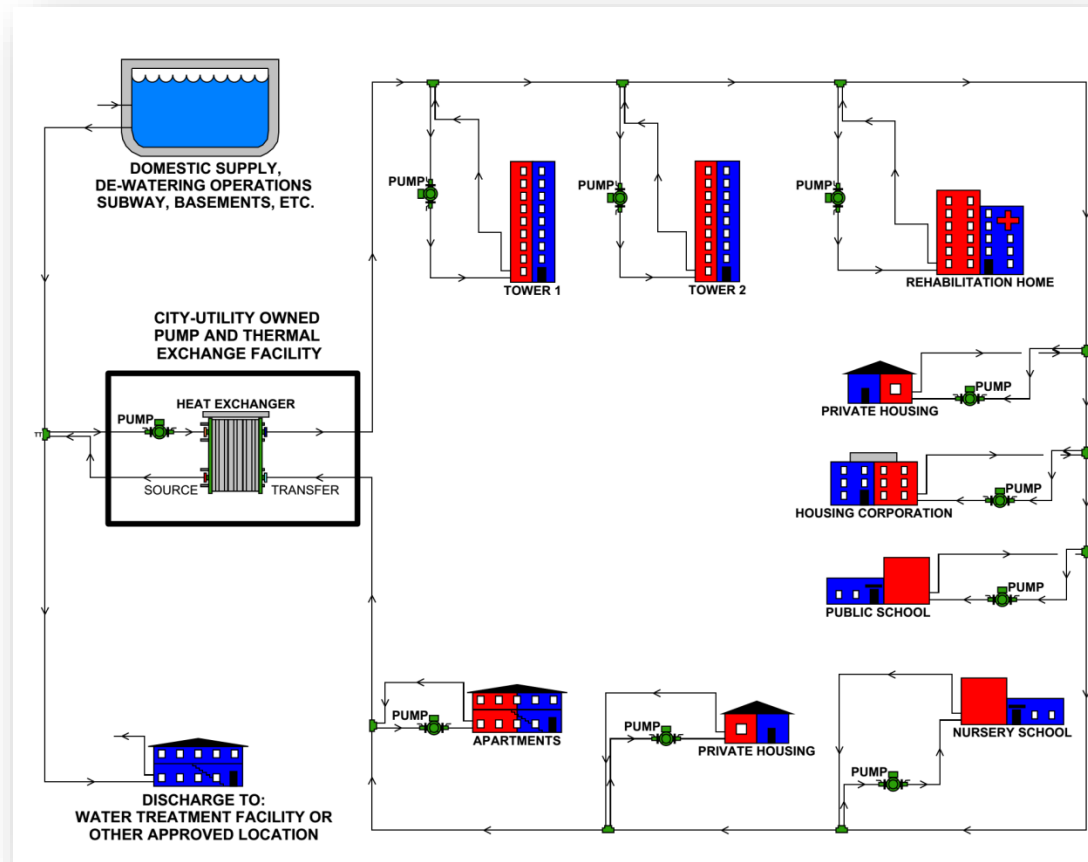 DOMESTIC SUPPLY,
DE-WATERING OPERATIONS
SUBWAY, BASEMENTS, ETC.
PUMP
PUMP
PUMP
TOWER 1
TOWER 2
REHABILITATION HOME
CITY-UTILITY OWNED
PUMP AND THERMAL
EXCHANGE FACILITY
HEAT EXCHANGER
PUMP
SOURCE
TRANSFER
PUMP
PRIVATE HOUSING
PUMP
HOUSING CORPORATION
PUMP
PUBLIC SCHOOL
PUMP
APARTMENTS
PUMP
PRIVATE HOUSING
NURSERY SCHOOL
PUMP
DISCHARGE TO:
WATER TREATMENT FACILITY OR
OTHER APPROVED LOCATION